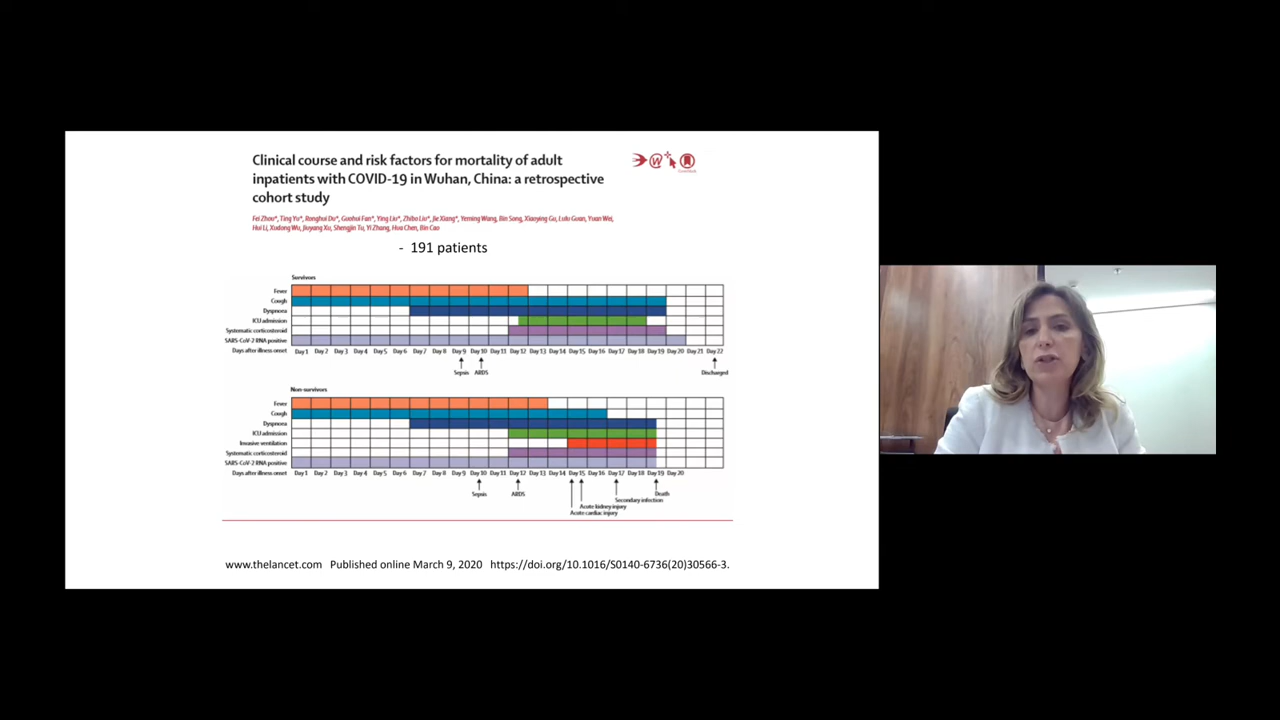 Clinical course and risk factors for mortality of adult
inpatients with COVID-19 in Wuhan, China: a retrospective
cohort study
Fei Zhou*, Ting Yu*, Ronghui Du*, Guohui Fan*, Ying Liu*, Zhibo Liu*, Jie Xiang*, Yeming Wang, Bin Song, Xiaoying Gu, Lulu Guan, Yuan Wei,
Hui Li, Xudong Wu, Jiuyang Xu, Shengjin Tu, Yi Zhang, Hua Chen, Bin Cao
- 191 patients
Survivors
Fever
Cough
Dyspnoea
ICU admission
Systematic corticosteroid
SARS-CoV-2 RNA positive
Days after illness onset Day 1 Day 2 Day 3 Day 4 Day 5 Day 6 Day 7 Day 8 Day 9 Day 10 Day 11 Day 12 Day 13 Day 14 Day 15 Day 16 Day 17 Day 18 Day 19 Day 20 Day 21 Day 22
Sepsis ARDS Discharged
Non-survivors
Fever
Cough
Dyspnoea
ICU admission
Invasive ventilation
Systematic corticosteroid
SARS-CoV-2 RNA positive
Days after illness onset Day 1 Day 2 Day 3 Day 4 Day 5 Day 6 Day 7 Day 8 Day 9 Day 10 Day 11 Day 12 Day 13 Day 14 Day 15 Day 16 Day 17 Day 18 Day 19 Day 20
Sepsis ARDS Death
Secondary infection
Acute kidney injury
Acute cardiac injury
www.thelancet.com Published online March 9, 2020 https://doi.org/10.1016/S0140-6736(20)30566-3.